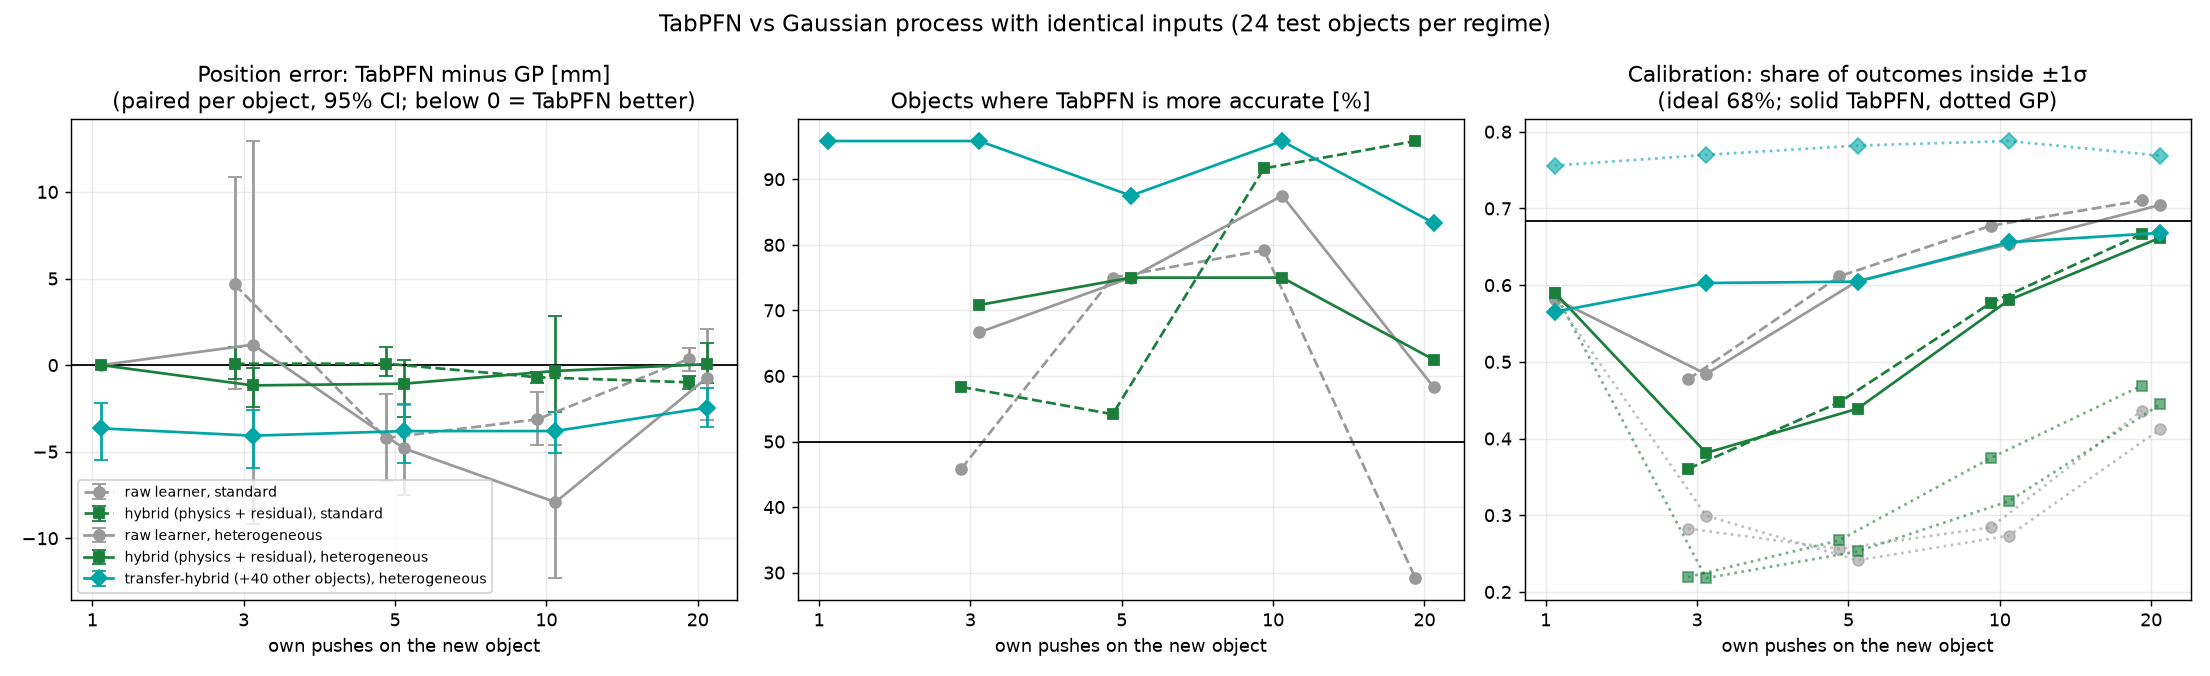 TabPFN vs Gaussian process with identical inputs (24 test objects per regime)
Position error: TabPFN minus GP [mm]
(paired per object, 95% CI; below 0 = TabPFN better)
10
5
0
−5
−10
raw learner, standard
hybrid (physics + residual), standard
raw learner, heterogeneous
hybrid (physics + residual), heterogeneous
transfer-hybrid (+40 other objects), heterogeneous
1 3 5 10 20
own pushes on the new object
Objects where TabPFN is more accurate [%]
90
80
70
60
50
40
30
1 3 5 10 20
own pushes on the new object
Calibration: share of outcomes inside ±1σ
(ideal 68%; solid TabPFN, dotted GP)
0.8
0.7
0.6
0.5
0.4
0.3
0.2
1 3 5 10 20
own pushes on the new object